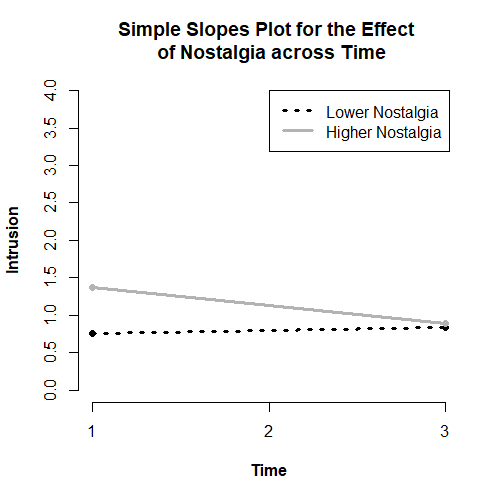 Simple Slopes Plot for the Effect
of Nostalgia across Time
Lower Nostalgia
Higher Nostalgia
Intrusion
4.0
3.5
3.0
2.5
2.0
1.5
1.0
0.5
0.0
1 2 3
Time